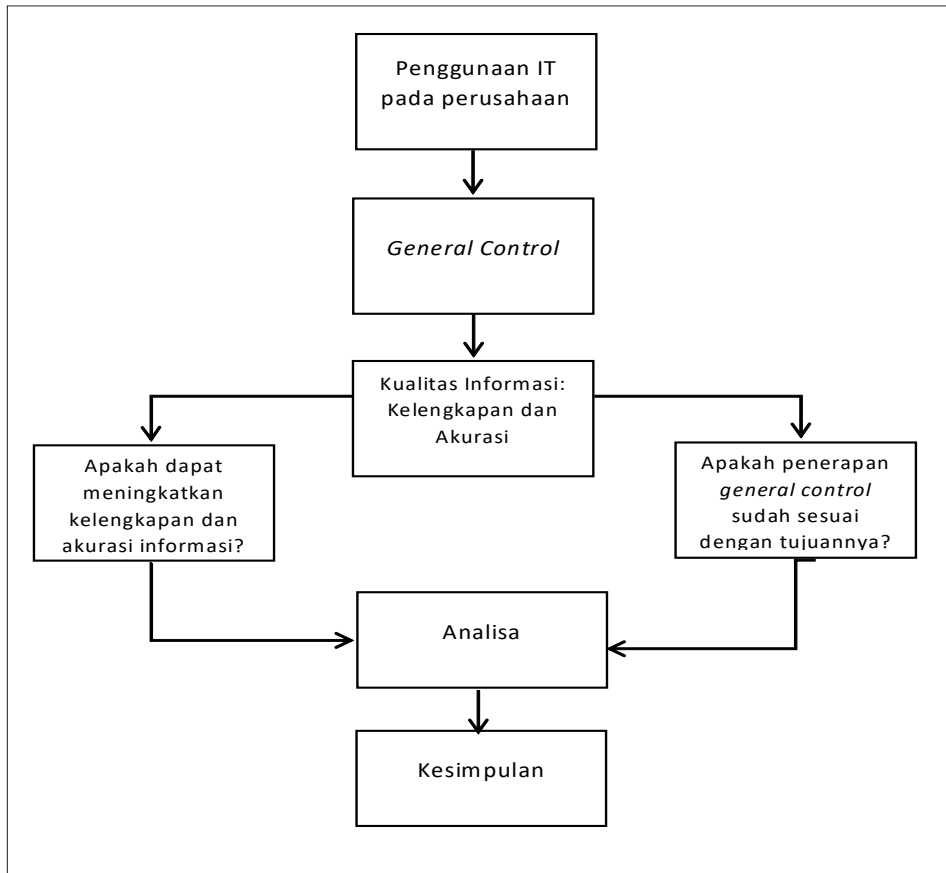 Penggunaan IT
pada perusahaan
General Control
Kualitas Informasi:
Kelengkapan dan
Akurasi
Apakah dapat
meningkatkan
kelengkapan dan
akurasi informasi?
Apakah penerapan
general control
sudah sesuai
dengan tujuannya?
Analisa
Kesimpulan